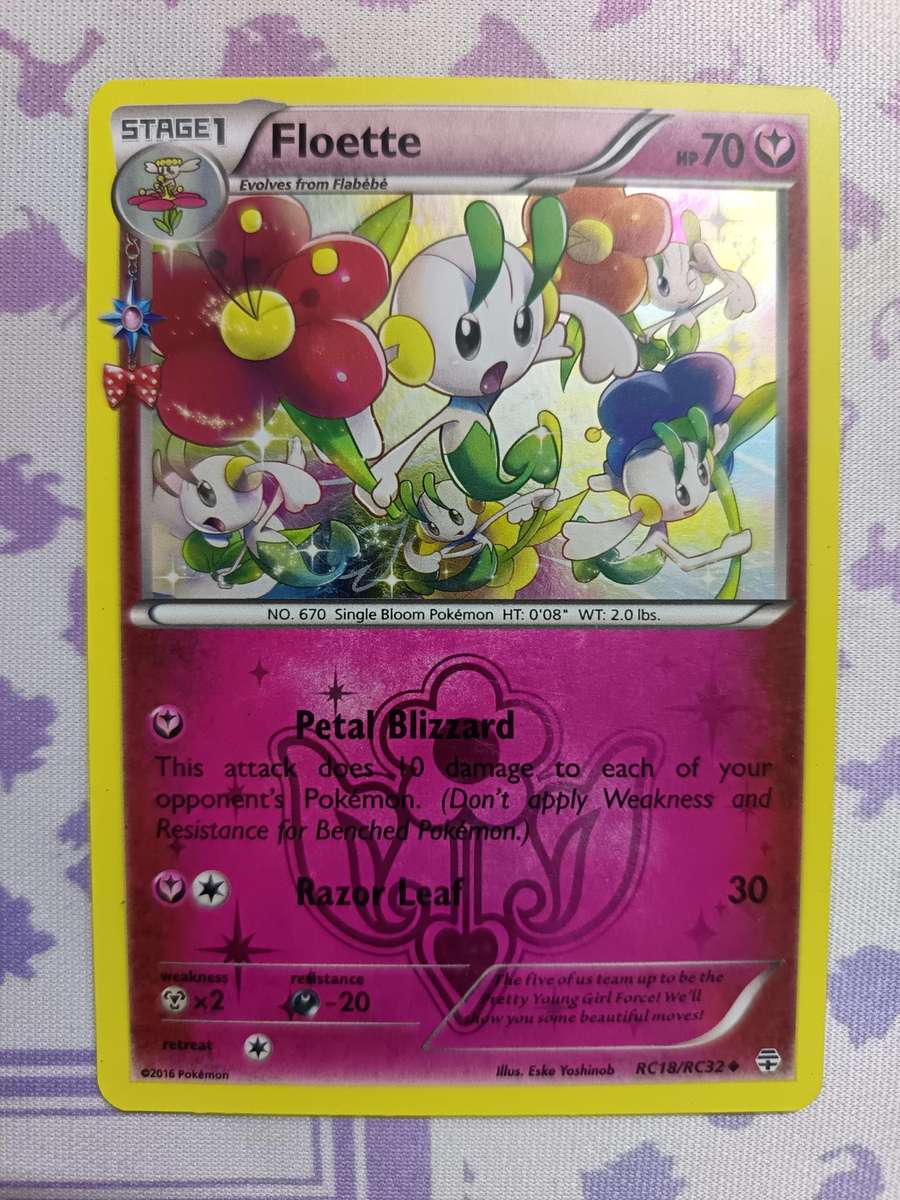 STAGE1 Floette HP70
Evolves from Flabébé
NO. 670 Single Bloom Pokémon HT: 0'08" WT: 2.0 lbs.
Petal Blizzard
This attack does 10 damage to each of your
opponent's Pokémon. (Don't apply Weakness and
Resistance for Benched Pokémon.)
Razor Leaf 30
weakness resistance
×2 -20
The five of us team up to be the
Pretty Young Girl Force! We'll
show you some beautiful moves!
retreat
©2016 Pokémon Illus. Eske Yoshinob RC18/RC32